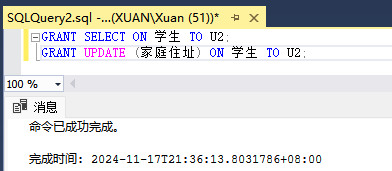 SQLQuery2.sql -...(XUAN\Xuan (51))*
GRANT SELECT ON 学生 TO U2;
GRANT UPDATE (家庭住址) ON 学生 TO U2;
100 %
消息
命令已成功完成。
完成时间: 2024-11-17T21:36:13.8031786+08:00